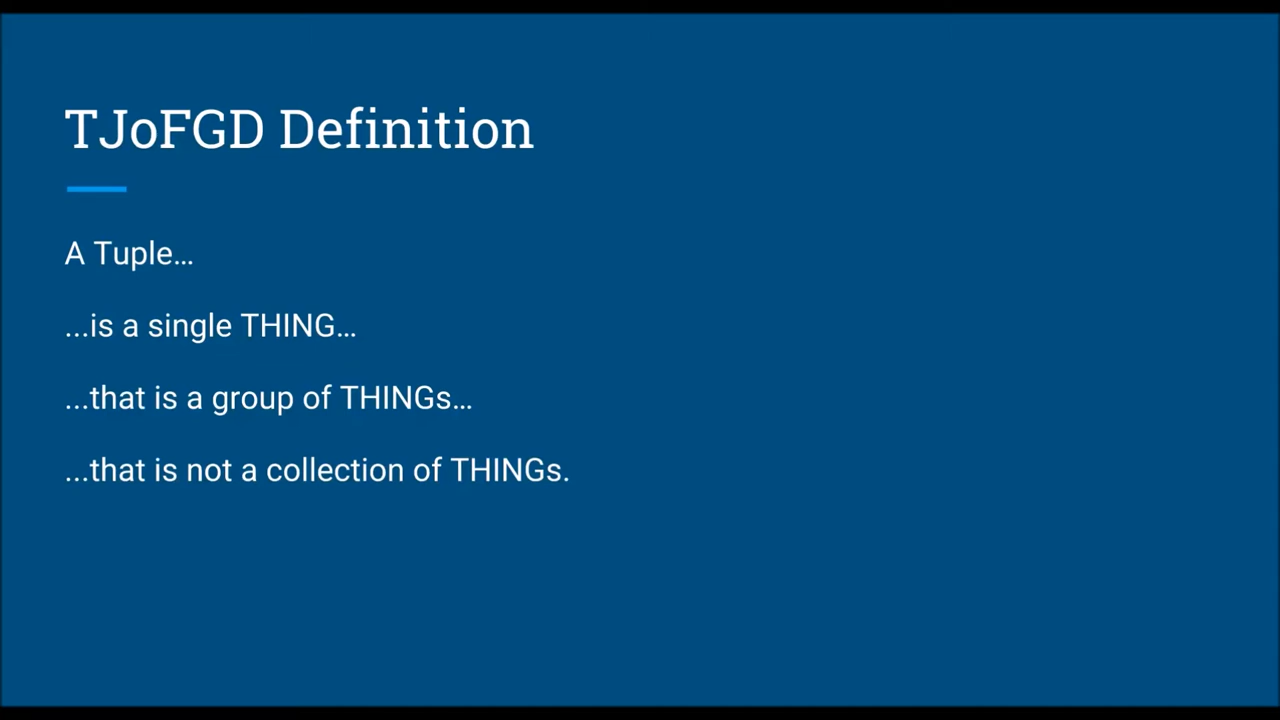 TJoFGD Definition
A Tuple…
...is a single THING…
...that is a group of THINGs…
...that is not a collection of THINGs.